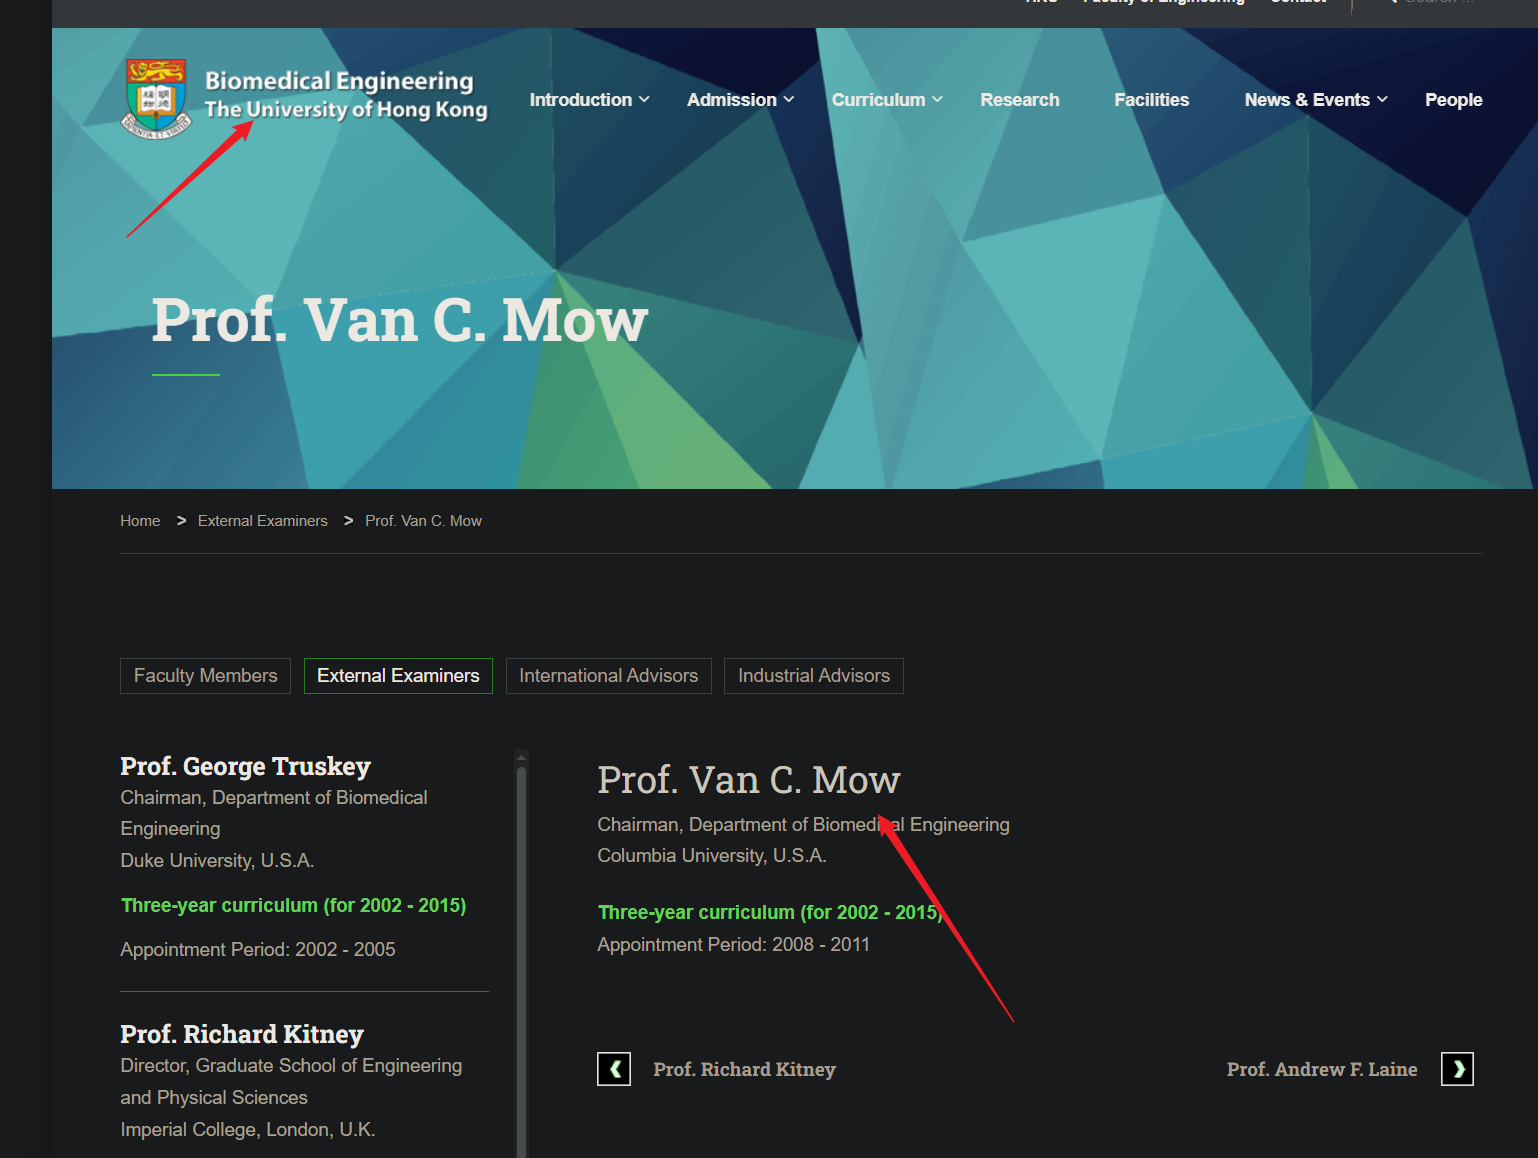 Faculty of Engineering
Contact
Biomedical Engineering
The University of Hong Kong
Introduction
Admission
Curriculum
Research
Facilities
News & Events
People
Prof. Van C. Mow
Home > External Examiners > Prof. Van C. Mow
Faculty Members
External Examiners
International Advisors
Industrial Advisors
Prof. George Truskey
Chairman, Department of Biomedical
Engineering
Duke University, U.S.A.
Three-year curriculum (for 2002 - 2015)
Appointment Period: 2002 - 2005
Prof. Richard Kitney
Director, Graduate School of Engineering
and Physical Sciences
Imperial College, London, U.K.
Prof. Van C. Mow
Chairman, Department of Biomedical Engineering
Columbia University, U.S.A.
Three-year curriculum (for 2002 - 2015)
Appointment Period: 2008 - 2011
Prof. Richard Kitney
Prof. Andrew F. Laine